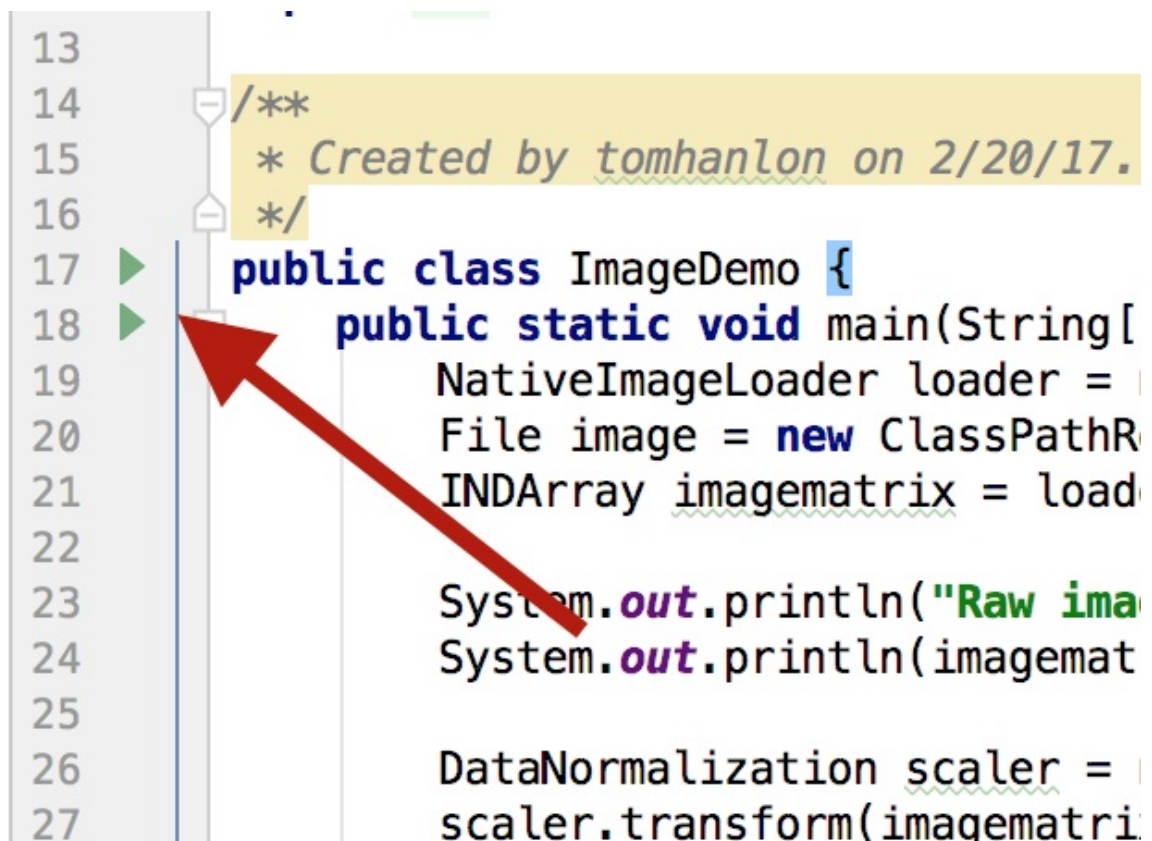 13
14 /**
15 * Created by tomhanlon on 2/20/17.
16 */
17 public class ImageDemo {
18 public static void main(String[
19 NativeImageLoader loader =
20 File image = new ClassPathR
21 INDArray imagematrix = load
22
23 System.out.println("Raw ima
24 System.out.println(imagemat
25
26 DataNormalization scaler =
27 scaler.transform(imagematri